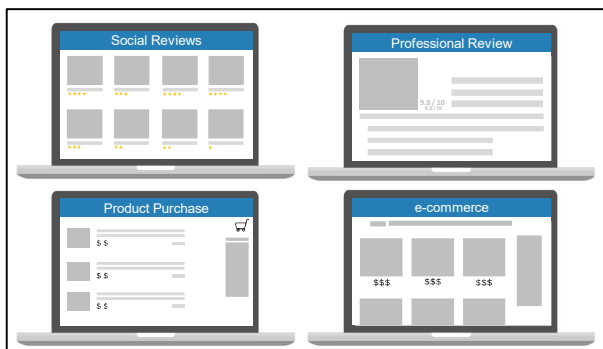 Social Reviews
Professional Review
9.8 / 10
Product Purchase
$ $
$ $
$ $
e-commerce
$$$
$$$
$$$